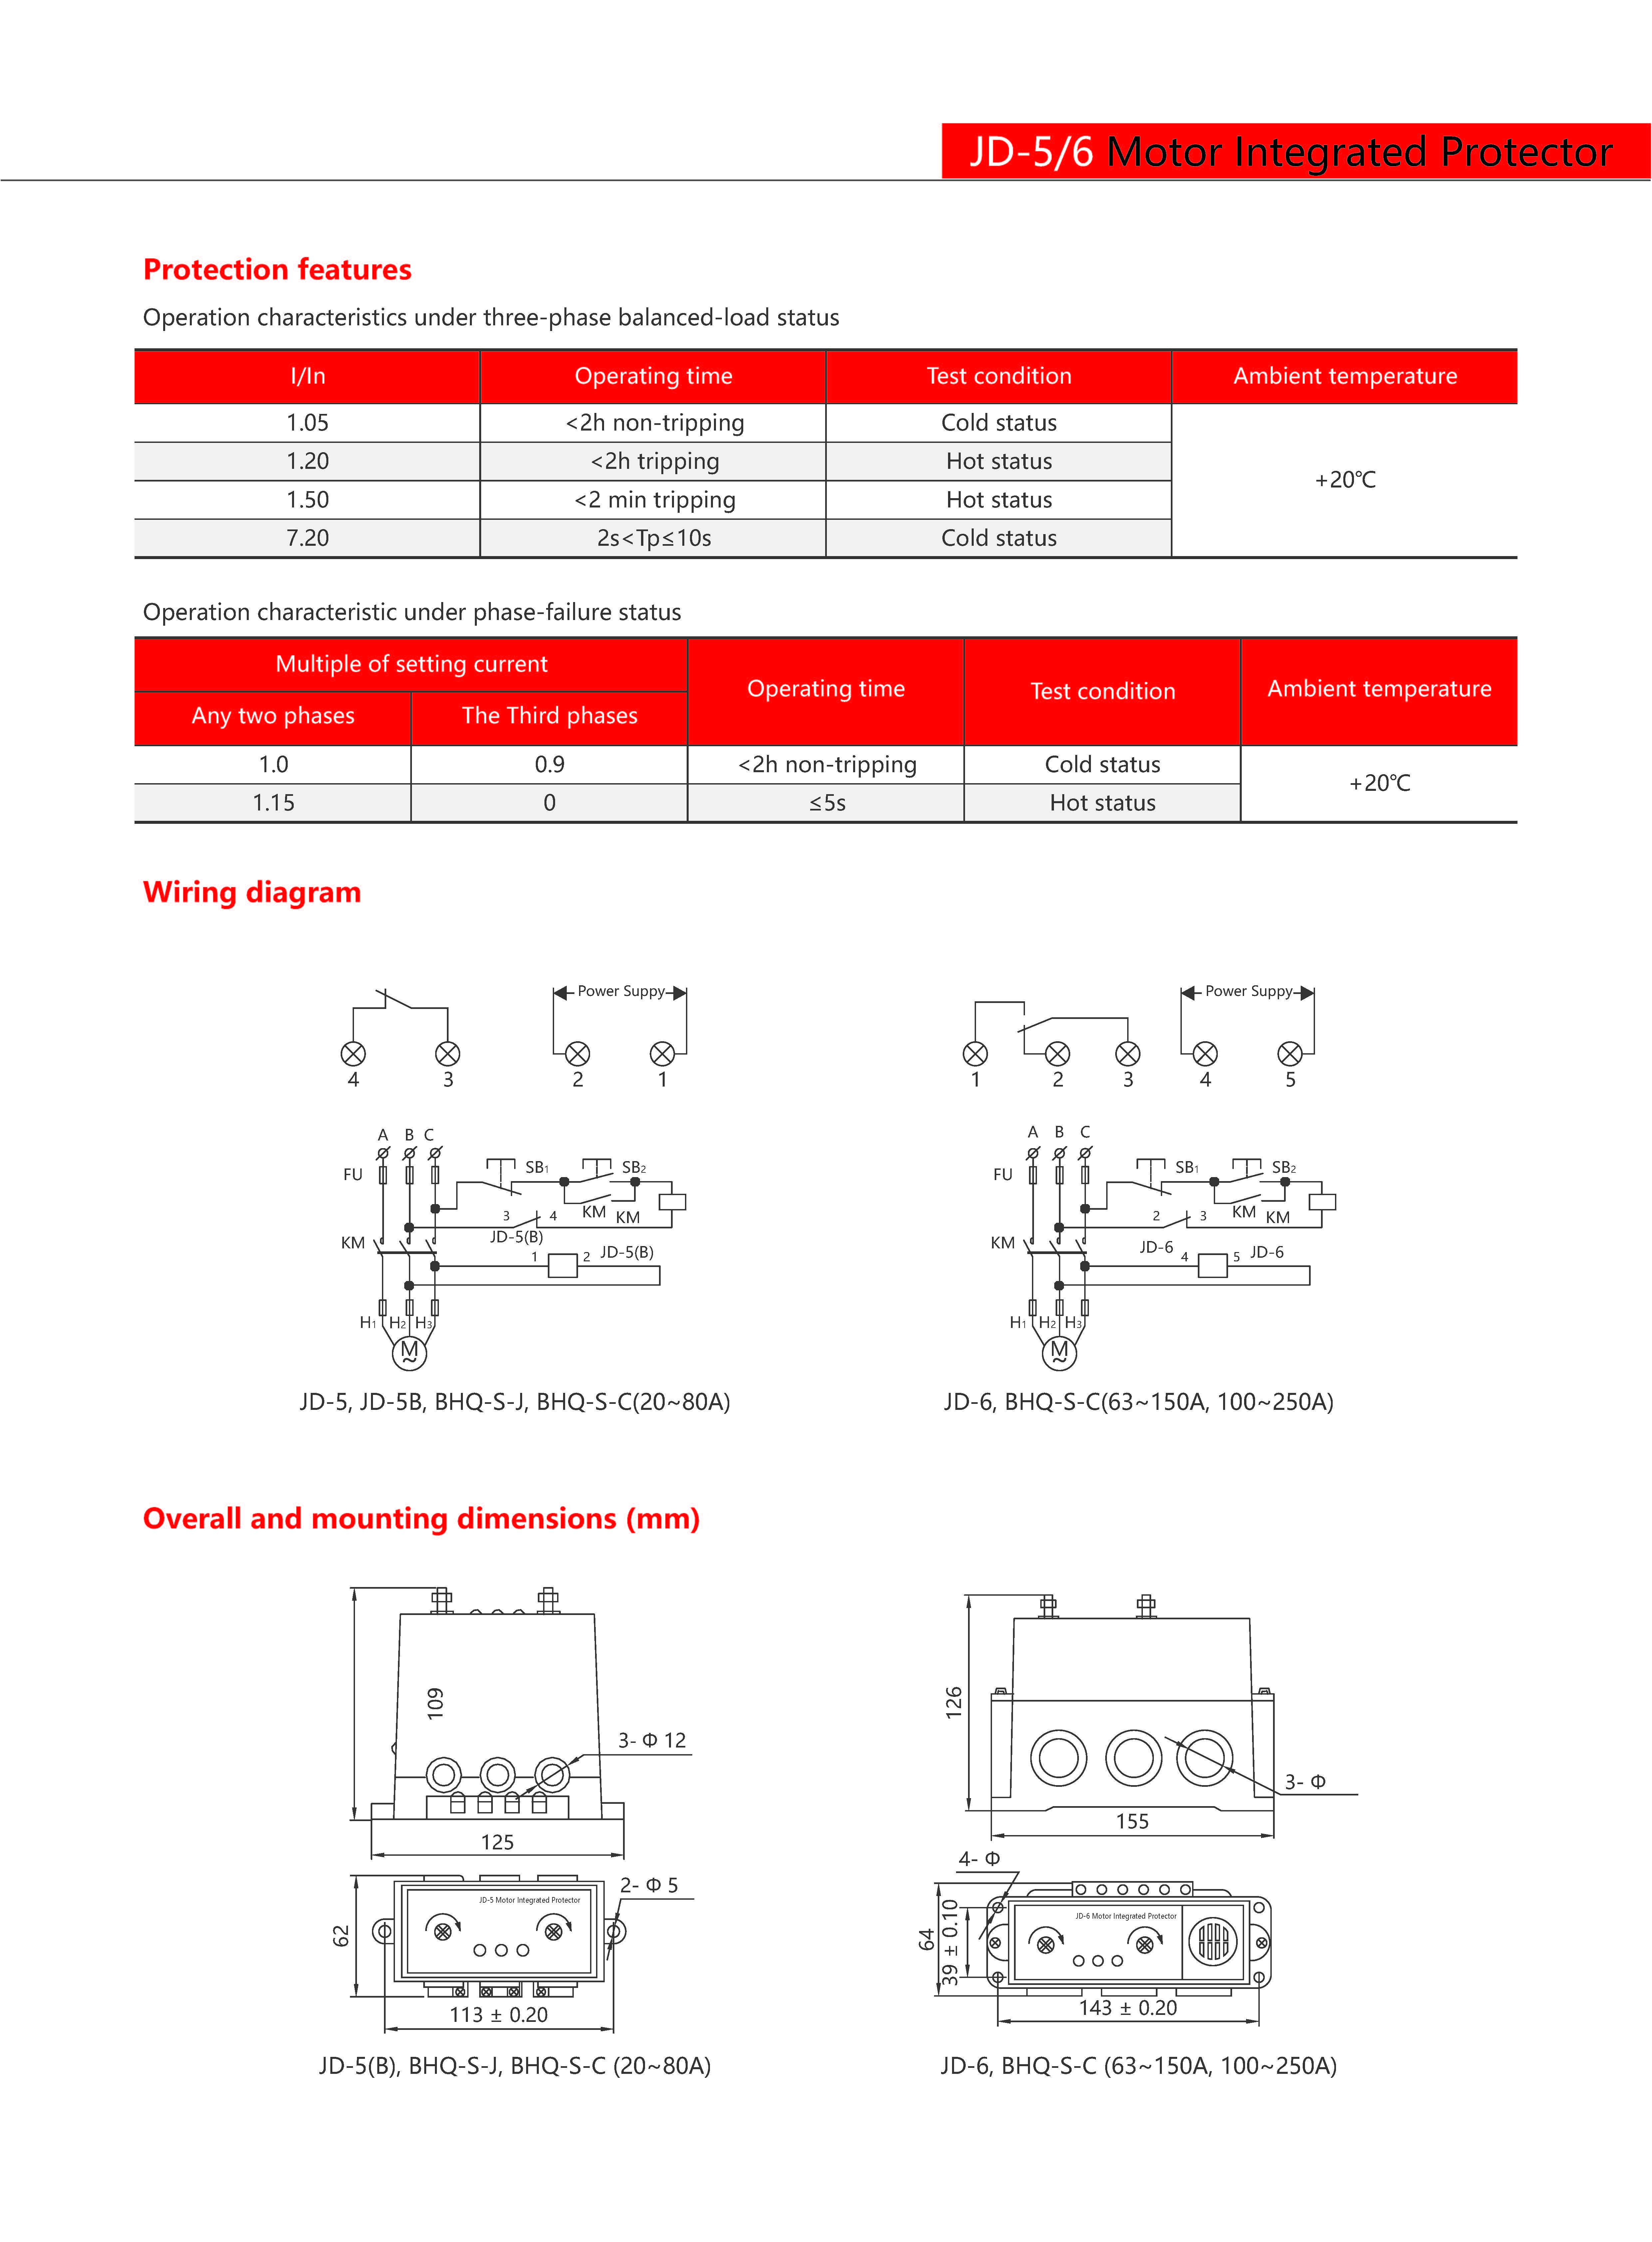 JD-5/6 Motor Integrated Protector
Protection features
Operation characteristics under three-phase balanced-load status
I/In Operating time Test condition Ambient temperature
1.05 <2h non-tripping Cold status
1.20 <2h tripping Hot status
+20℃
1.50 <2 min tripping Hot status
7.20 2s<Tp≤10s Cold status
Operation characteristic under phase-failure status
Multiple of setting current
Operating time Test condition Ambient temperature
Any two phases The Third phases
1.0 0.9 <2h non-tripping Cold status
+20℃
1.15 0 ≤5s Hot status
Wiring diagram
Power Suppy
4 3 2 1
A B C
FU SB1 SB2
3 4 KM KM
JD-5(B)
KM 1 2 JD-5(B)
H1 H2 H3
M
~
JD-5, JD-5B, BHQ-S-J, BHQ-S-C(20~80A)
Power Suppy
1 2 3 4 5
A B C
FU SB1 SB2
2 3 KM KM
KM JD-6 4 5 JD-6
H1 H2 H3
M
~
JD-6, BHQ-S-C(63~150A, 100~250A)
Overall and mounting dimensions (mm)
109
3- Φ 12
125
2- Φ 5
JD-5 Motor Integrated Protector
62
113 ± 0.20
JD-5(B), BHQ-S-J, BHQ-S-C (20~80A)
126
3- Φ
155
4- Φ
JD-6 Motor Integrated Protector
64
39 ± 0.10
143 ± 0.20
JD-6, BHQ-S-C (63~150A, 100~250A)